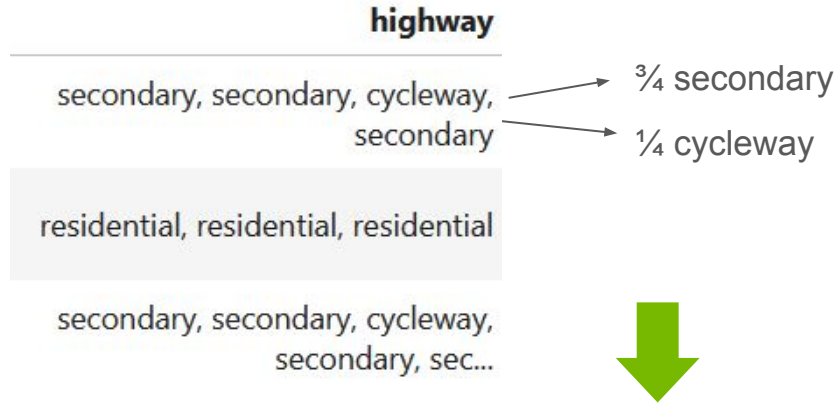 highway
secondary, secondary, cycleway,
secondary
¾ secondary
¼ cycleway
residential, residential, residential
secondary, secondary, cycleway,
secondary, sec...